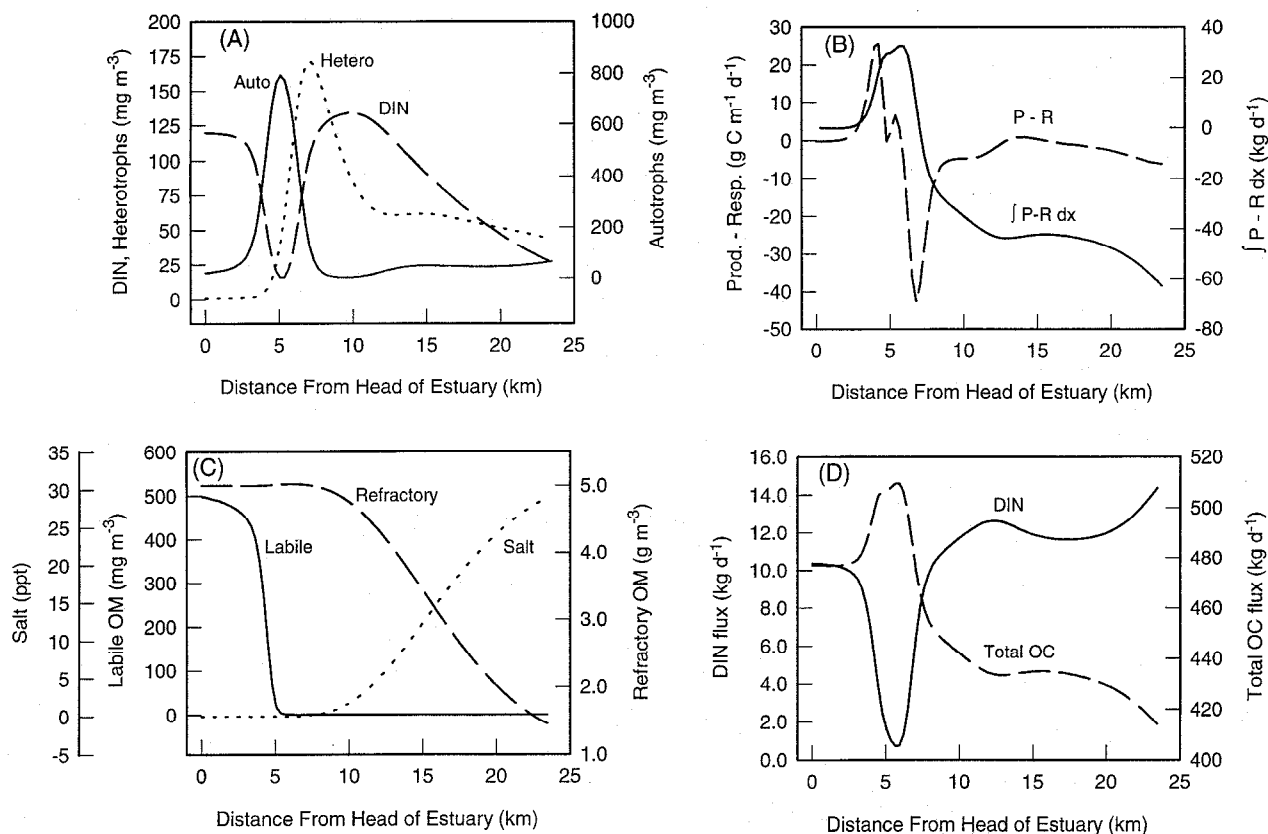 (A)
200
175
150
125
100
75
50
25
0
DIN, Heterotrophs (mg m⁻³)
1000
800
600
400
200
0
Autotrophs (mg m⁻³)
Auto
Hetero
DIN
0 5 10 15 20 25
Distance From Head of Estuary (km)
(B)
30
20
10
0
-10
-20
-30
-40
-50
Prod. - Resp. (g C m⁻¹ d⁻¹)
40
20
0
-20
-40
-60
-80
∫ P - R dx (kg d⁻¹)
P - R
∫ P-R dx
0 5 10 15 20 25
Distance From Head of Estuary (km)
(C)
35
30
25
20
15
10
5
0
-5
Salt (ppt)
600
500
400
300
200
100
0
Labile OM (mg m⁻³)
5.0
4.0
3.0
2.0
1.0
Refractory OM (g m⁻³)
Refractory
Labile
Salt
0 5 10 15 20 25
Distance From Head of Estuary (km)
(D)
16.0
14.0
12.0
10.0
8.0
6.0
4.0
2.0
0.0
DIN flux (kg d⁻¹)
520
500
480
460
440
420
400
Total OC flux (kg d⁻¹)
DIN
Total OC
0 5 10 15 20 25
Distance From Head of Estuary (km)